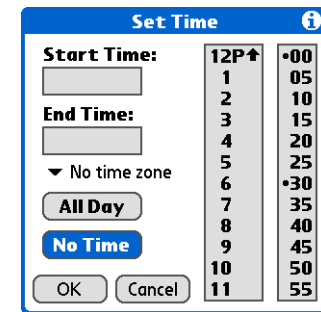 Set Time
Start Time:
End Time:
No time zone
All Day
No Time
OK Cancel
12P
1
2
3
4
5
6
7
8
9
10
11
•00
05
10
15
20
25
•30
35
40
45
50
55